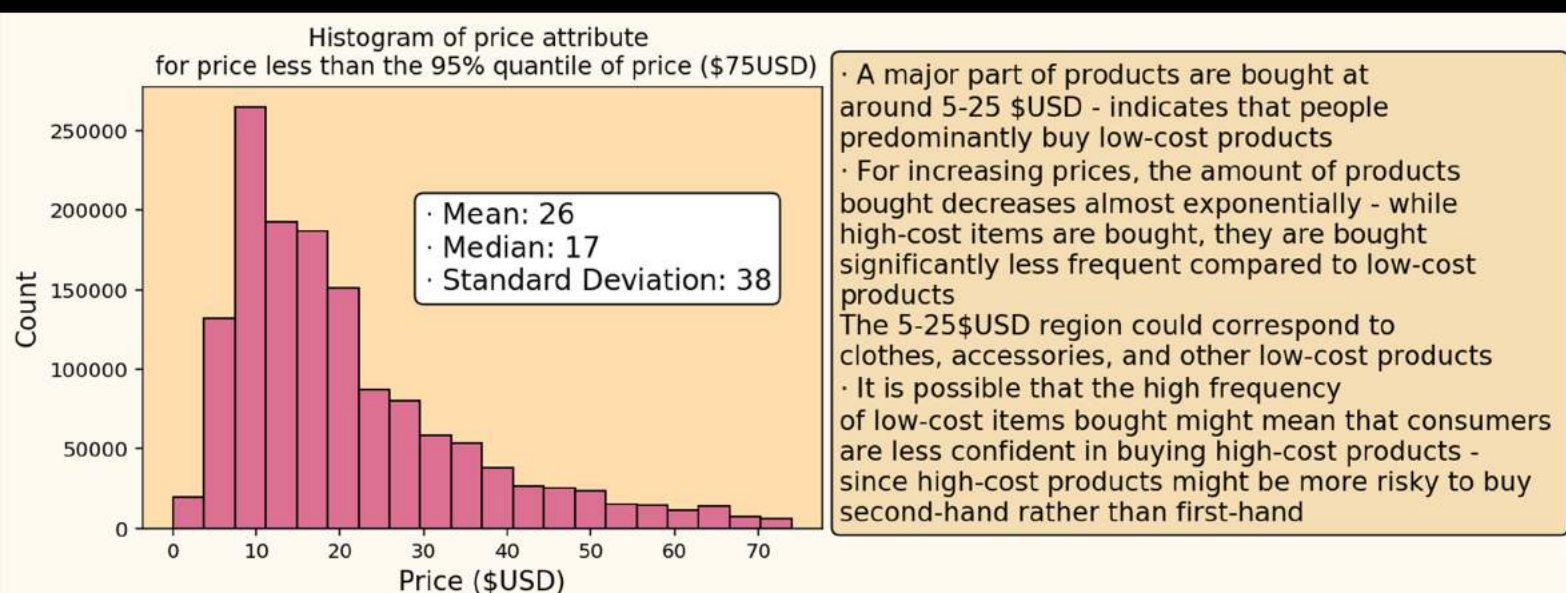 Histogram of price attribute
for price less than the 95% quantile of price ($75USD)
250000
200000
150000
100000
50000
0
Count
· Mean: 26
· Median: 17
· Standard Deviation: 38
0 10 20 30 40 50 60 70
Price ($USD)
· A major part of products are bought at
around 5-25 $USD - indicates that people
predominantly buy low-cost products
· For increasing prices, the amount of products
bought decreases almost exponentially - while
high-cost items are bought, they are bought
significantly less frequent compared to low-cost
products
The 5-25$USD region could correspond to
clothes, accessories, and other low-cost products
· It is possible that the high frequency
of low-cost items bought might mean that consumers
are less confident in buying high-cost products -
since high-cost products might be more risky to buy
second-hand rather than first-hand